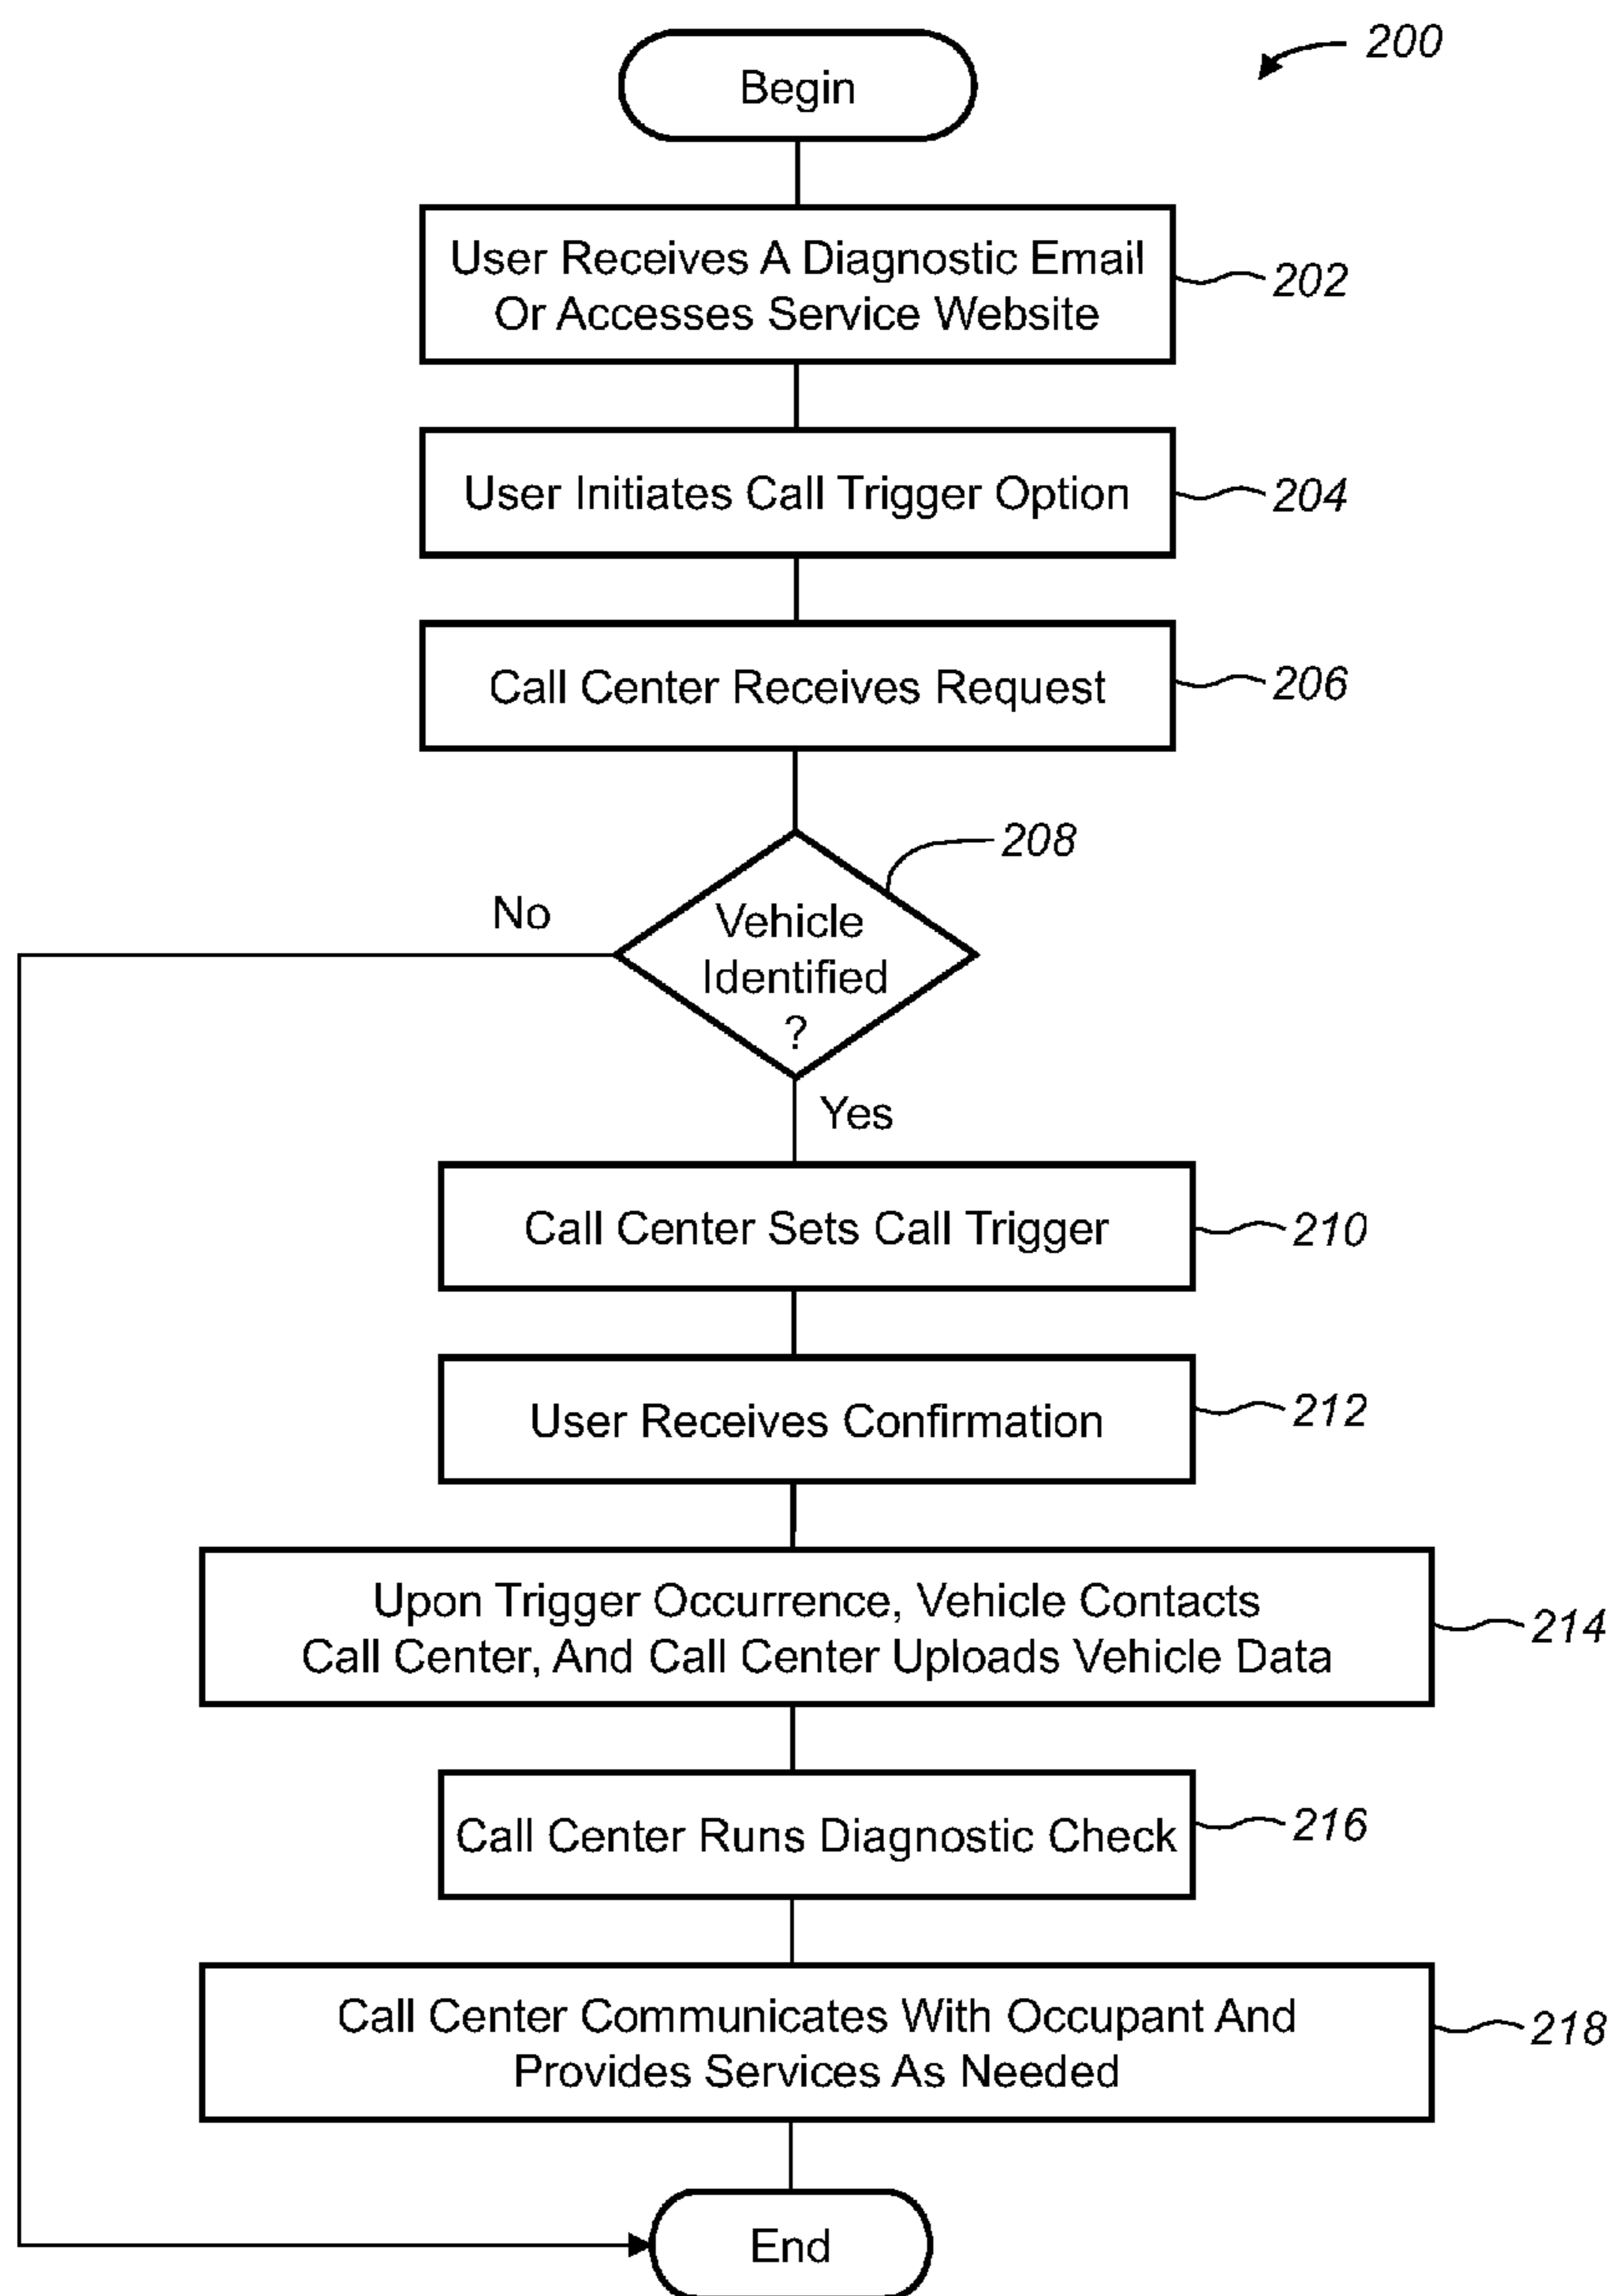 200
Begin
User Receives A Diagnostic Email
Or Accesses Service Website
202
User Initiates Call Trigger Option
204
Call Center Receives Request
206
208
No
Vehicle
Identified
?
Yes
Call Center Sets Call Trigger
210
User Receives Confirmation
212
Upon Trigger Occurrence, Vehicle Contacts
Call Center, And Call Center Uploads Vehicle Data
214
Call Center Runs Diagnostic Check
216
Call Center Communicates With Occupant And
Provides Services As Needed
218
End